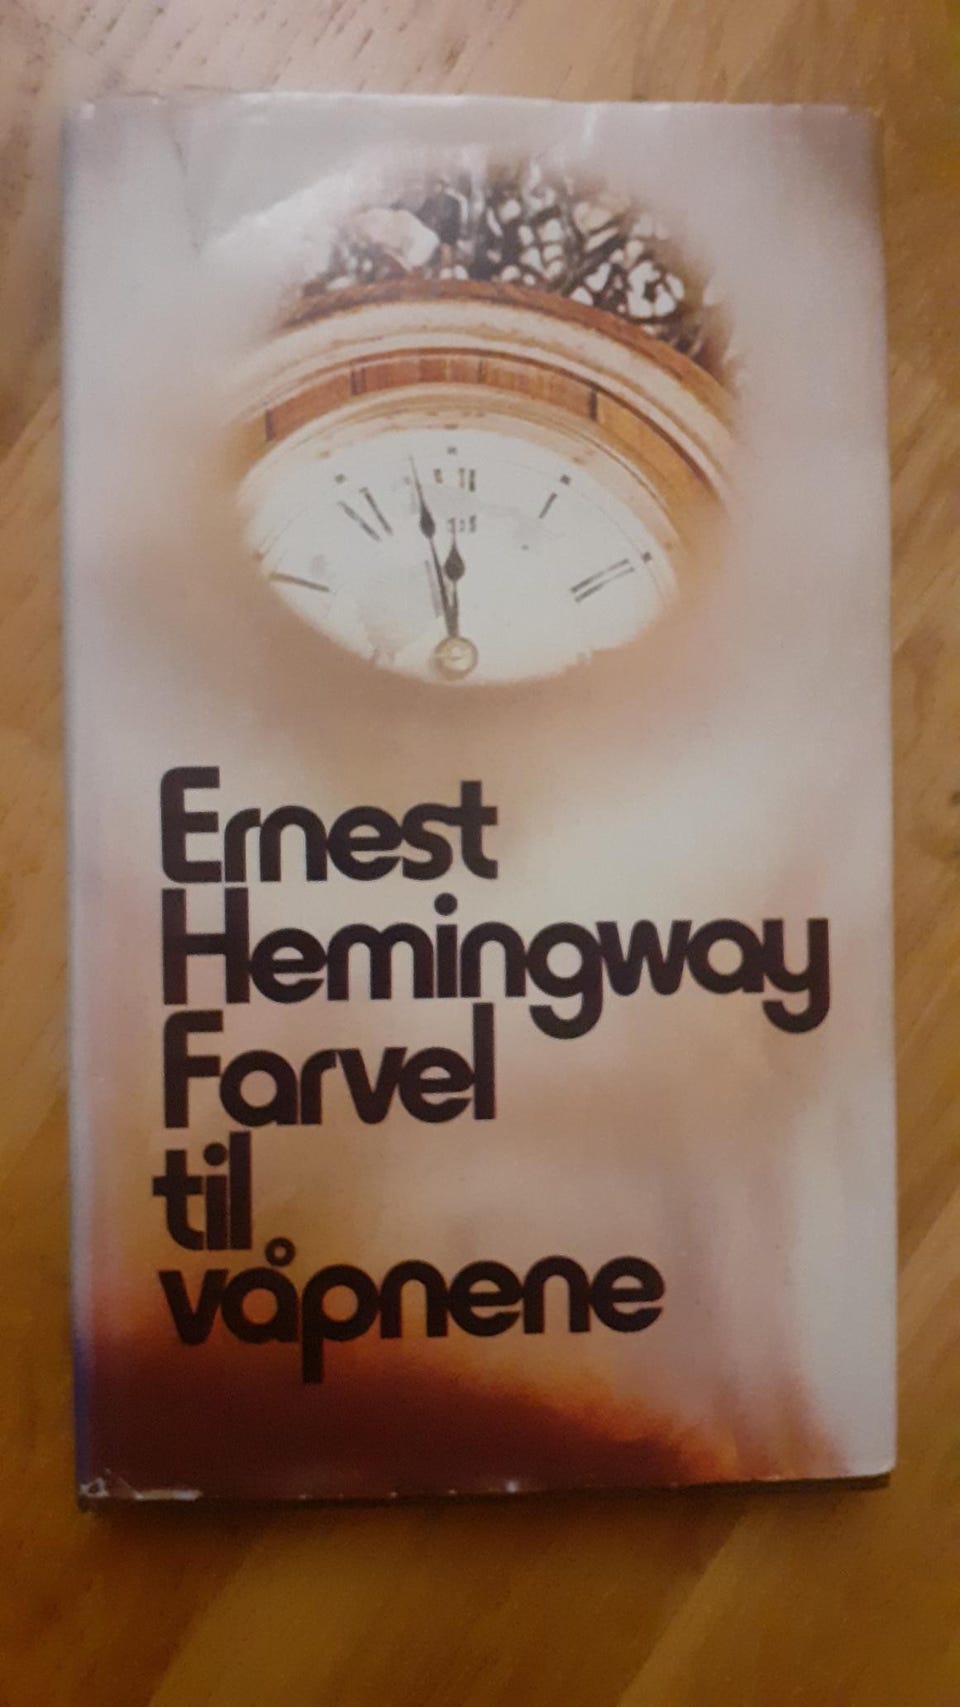 Ernest
Hemingway
Farvel
til
våpnene